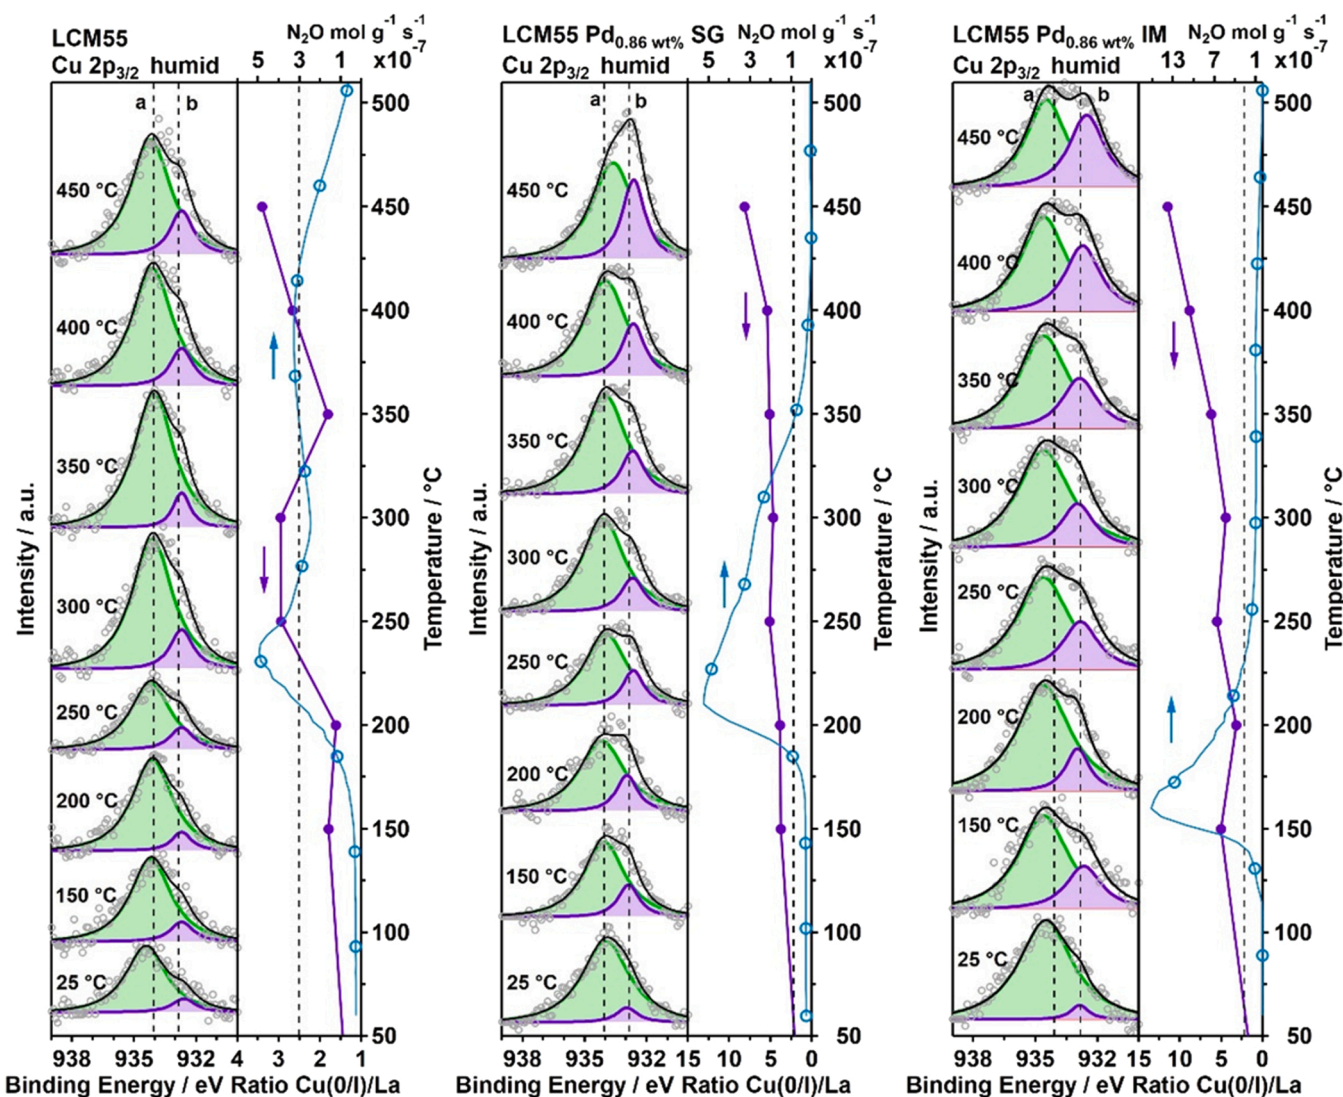 LCM55
Cu 2p3/2 humid
N2O mol g-1 s-1
5 3 1 x10-7
a b
450 °C
400 °C
350 °C
300 °C
250 °C
200 °C
150 °C
25 °C
Intensity / a.u.
938 935 932
Binding Energy / eV
4 3 2 1
Ratio Cu(0/I)/La
500
450
400
350
300
250
200
150
100
50
Temperature / °C
LCM55 Pd0.86 wt% SG
Cu 2p3/2 humid
N2O mol g-1 s-1
5 3 1 x10-7
a b
450 °C
400 °C
350 °C
300 °C
250 °C
200 °C
150 °C
25 °C
Intensity / a.u.
938 935 932
Binding Energy / eV
15 10 5 0
Ratio Cu(0/I)/La
500
450
400
350
300
250
200
150
100
50
Temperature / °C
LCM55 Pd0.86 wt% IM
Cu 2p3/2 humid
N2O mol g-1 s-1
13 7 1 x10-7
a b
450 °C
400 °C
350 °C
300 °C
250 °C
200 °C
150 °C
25 °C
Intensity / a.u.
938 935 932
Binding Energy / eV
15 10 5 0
Ratio Cu(0/I)/La
500
450
400
350
300
250
200
150
100
50
Temperature / °C